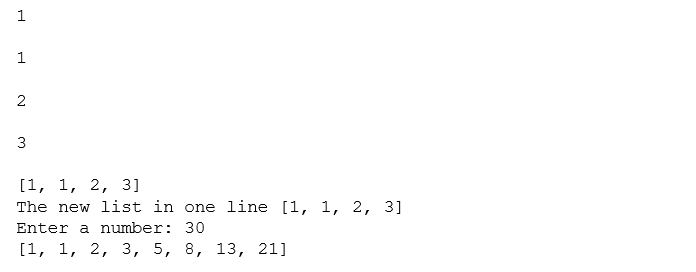 1
1
2
3
[1, 1, 2, 3]
The new list in one line [1, 1, 2, 3]
Enter a number: 30
[1, 1, 2, 3, 5, 8, 13, 21]